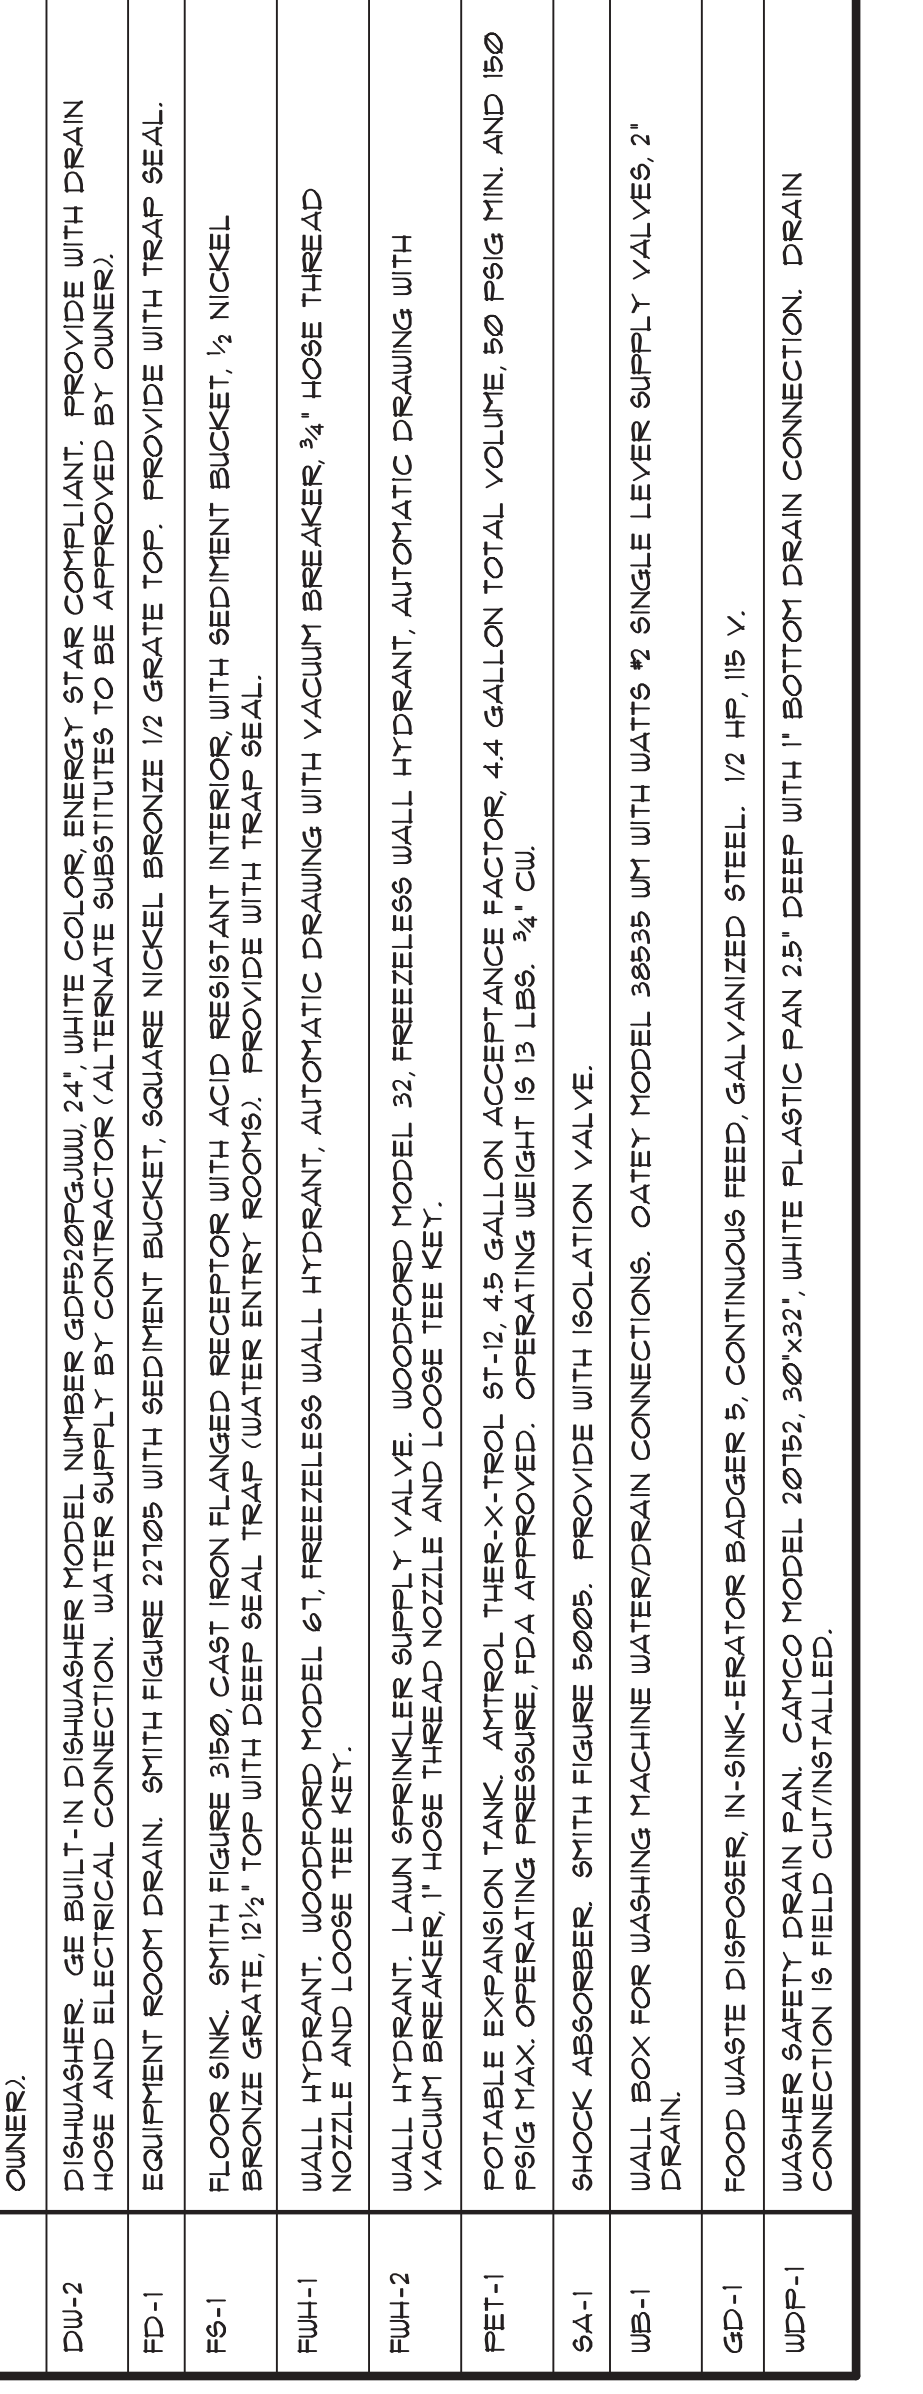 OWNER).
DW-2
DISHWASHER. GE BUILT-IN DISHWASHER MODEL NUMBER GDF520PGJWW, 24", WHITE COLOR, ENERGY STAR COMPLIANT. PROVIDE WITH DRAIN
HOSE AND ELECTRICAL CONNECTION. WATER SUPPLY BY CONTRACTOR (ALTERNATE SUBSTITUTES TO BE APPROVED BY OWNER).
FD-1
EQUIPMENT ROOM DRAIN. SMITH FIGURE 22705 WITH SEDIMENT BUCKET, SQUARE NICKEL BRONZE 1/2 GRATE TOP. PROVIDE WITH TRAP SEAL.
FS-1
FLOOR SINK. SMITH FIGURE 3150, CAST IRON FLANGED RECEPTOR WITH ACID RESISTANT INTERIOR, WITH SEDIMENT BUCKET, ½ NICKEL
BRONZE GRATE, 12½" TOP WITH DEEP SEAL TRAP (WATER ENTRY ROOMS). PROVIDE WITH TRAP SEAL.
FWH-1
WALL HYDRANT. WOODFORD MODEL 67, FREEZELESS WALL HYDRANT, AUTOMATIC DRAWING WITH VACUUM BREAKER, ¾" HOSE THREAD
NOZZLE AND LOOSE TEE KEY.
FWH-2
WALL HYDRANT. LAWN SPRINKLER SUPPLY VALVE. WOODFORD MODEL 32, FREEZELESS WALL HYDRANT, AUTOMATIC DRAWING WITH
VACUUM BREAKER, 1" HOSE THREAD NOZZLE AND LOOSE TEE KEY.
PET-1
POTABLE EXPANSION TANK. AMTROL THER-X-TROL ST-12, 4.5 GALLON ACCEPTANCE FACTOR, 4.4 GALLON TOTAL VOLUME, 50 PSIG MIN. AND 150
PSIG MAX. OPERATING PRESSURE, FDA APPROVED. OPERATING WEIGHT IS 13 LBS. ¾" CW.
SA-1
SHOCK ABSORBER. SMITH FIGURE 5005. PROVIDE WITH ISOLATION VALVE.
WB-1
WALL BOX FOR WASHING MACHINE WATER/DRAIN CONNECTIONS. OATEY MODEL 38535 WM WITH WATTS #2 SINGLE LEVER SUPPLY VALVES, 2"
DRAIN.
GD-1
FOOD WASTE DISPOSER, IN-SINK-ERATOR BADGER 5, CONTINUOUS FEED, GALVANIZED STEEL. 1/2 HP, 115 V.
WDP-1
WASHER SAFETY DRAIN PAN. CAMCO MODEL 20752, 30"x32", WHITE PLASTIC PAN 2.5" DEEP WITH 1" BOTTOM DRAIN CONNECTION. DRAIN
CONNECTION IS FIELD CUT/INSTALLED.